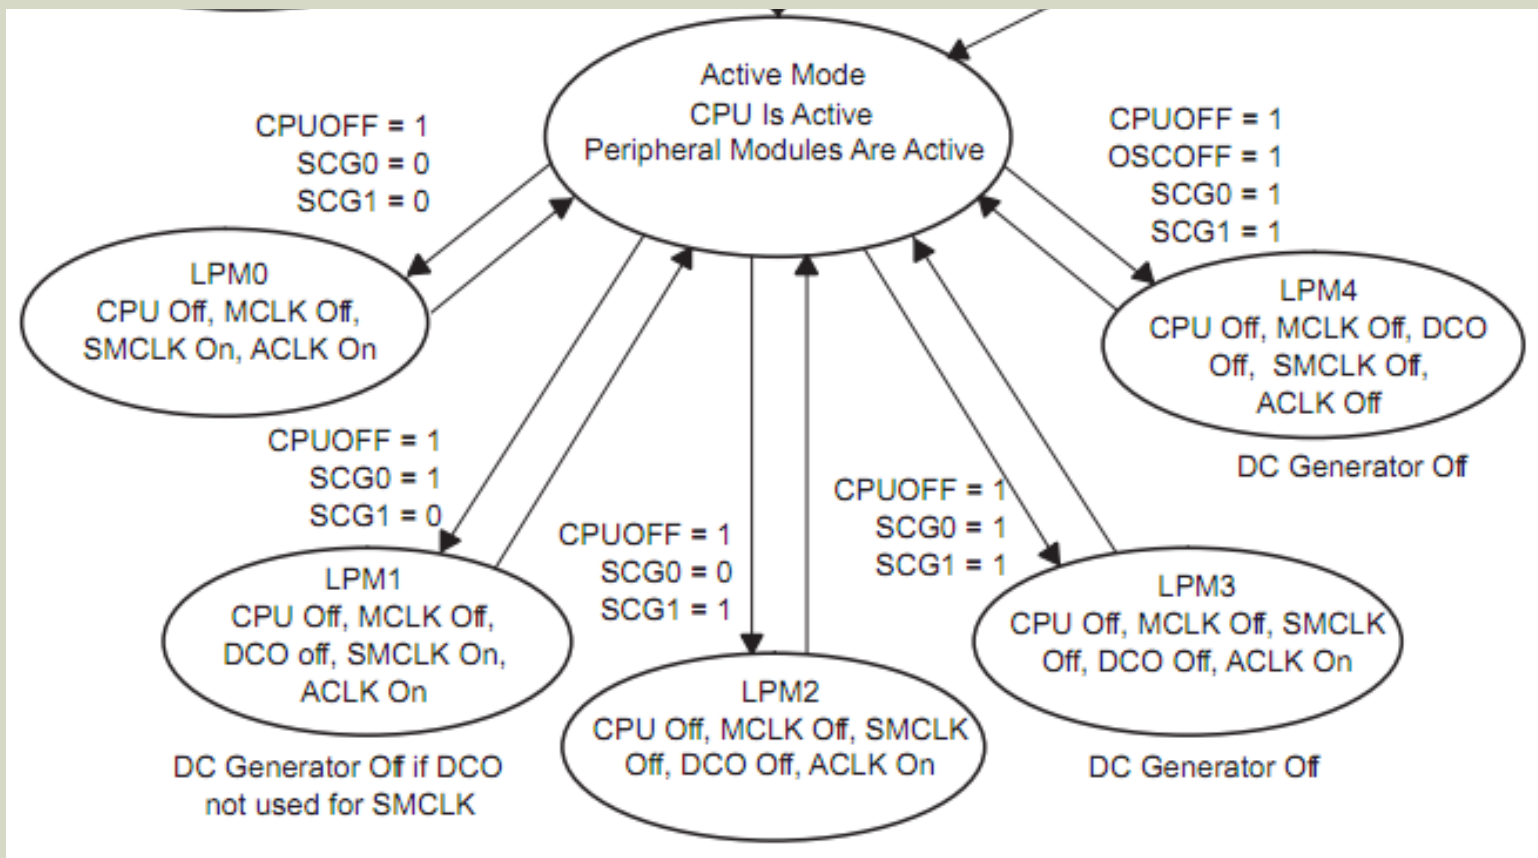 Active Mode
CPU Is Active
Peripheral Modules Are Active
CPUOFF = 1
SCG0 = 0
SCG1 = 0
CPUOFF = 1
OSCOFF = 1
SCG0 = 1
SCG1 = 1
LPM0
CPU Off, MCLK Off,
SMCLK On, ACLK On
LPM4
CPU Off, MCLK Off, DCO
Off, SMCLK Off,
ACLK Off
DC Generator Off
CPUOFF = 1
SCG0 = 1
SCG1 = 0
CPUOFF = 1
SCG0 = 0
SCG1 = 1
CPUOFF = 1
SCG0 = 1
SCG1 = 1
LPM1
CPU Off, MCLK Off,
DCO off, SMCLK On,
ACLK On
DC Generator Off if DCO
not used for SMCLK
LPM2
CPU Off, MCLK Off, SMCLK
Off, DCO Off, ACLK On
LPM3
CPU Off, MCLK Off, SMCLK
Off, DCO Off, ACLK On
DC Generator Off